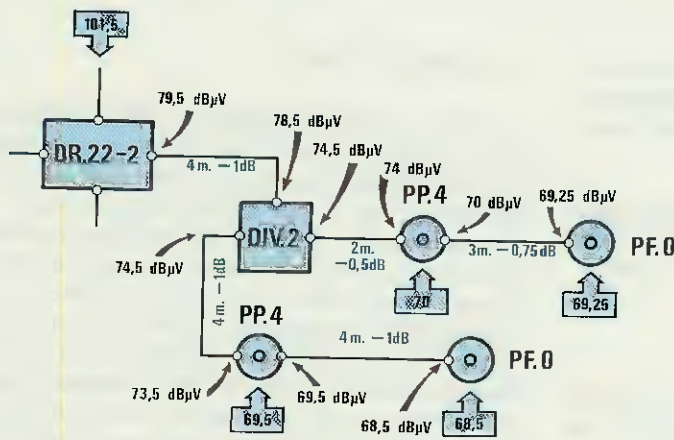 101,5
79,5 dBµV
DR.22-2
4m. -1dB
78,5 dBµV
74,5 dBµV
74 dBµV
PP.4
70 dBµV
69,25 dBµV
DIV.2
2m.
-0,5dB
3m. -0,75dB
PF.0
74,5 dBµV
4m. -1dB
70
69,25
PP.4
4m. -1dB
PF.0
73,5 dBµV
69,5 dBµV
68,5 dBµV
69,5
68,5